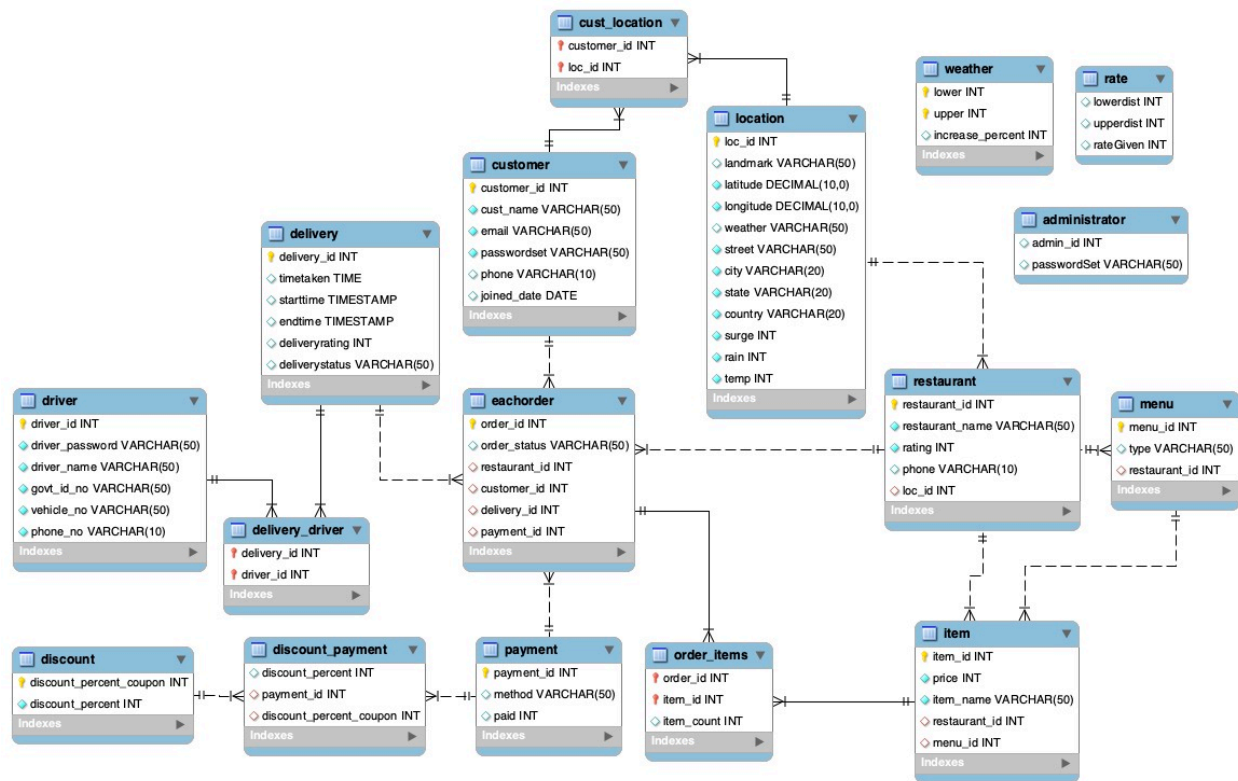 cust_location
customer_id INT
loc_id INT
Indexes
weather
lower INT
upper INT
increase_percent INT
Indexes
rate
lowerdist INT
upperdist INT
rateGiven INT
location
loc_id INT
landmark VARCHAR(50)
latitude DECIMAL(10,0)
longitude DECIMAL(10,0)
weather VARCHAR(50)
street VARCHAR(50)
city VARCHAR(20)
state VARCHAR(20)
country VARCHAR(20)
surge INT
rain INT
temp INT
Indexes
customer
customer_id INT
cust_name VARCHAR(50)
email VARCHAR(50)
passwordset VARCHAR(50)
phone VARCHAR(10)
joined_date DATE
Indexes
administrator
admin_id INT
passwordSet VARCHAR(50)
delivery
delivery_id INT
timetaken TIME
starttime TIMESTAMP
endtime TIMESTAMP
deliveryrating INT
deliverystatus VARCHAR(50)
Indexes
driver
driver_id INT
driver_password VARCHAR(50)
driver_name VARCHAR(50)
govt_id_no VARCHAR(50)
vehicle_no VARCHAR(50)
phone_no VARCHAR(10)
Indexes
eachorder
order_id INT
order_status VARCHAR(50)
restaurant_id INT
customer_id INT
delivery_id INT
payment_id INT
Indexes
restaurant
restaurant_id INT
restaurant_name VARCHAR(50)
rating INT
phone VARCHAR(10)
loc_id INT
Indexes
menu
menu_id INT
type VARCHAR(50)
restaurant_id INT
Indexes
delivery_driver
delivery_id INT
driver_id INT
Indexes
discount
discount_percent_coupon INT
discount_percent INT
Indexes
discount_payment
discount_percent INT
payment_id INT
discount_percent_coupon INT
Indexes
payment
payment_id INT
method VARCHAR(50)
paid INT
Indexes
order_items
order_id INT
item_id INT
item_count INT
Indexes
item
item_id INT
price INT
item_name VARCHAR(50)
restaurant_id INT
menu_id INT
Indexes